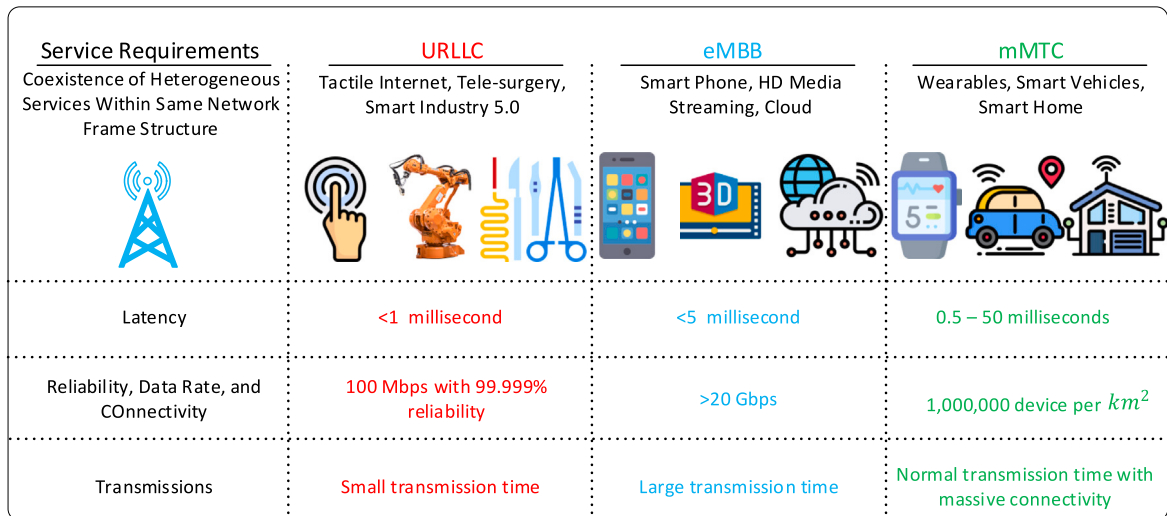 Service Requirements
URLLC
eMBB
mMTC
Coexistence of Heterogeneous
Services Within Same Network
Frame Structure
Tactile Internet, Tele-surgery,
Smart Industry 5.0
Smart Phone, HD Media
Streaming, Cloud
Wearables, Smart Vehicles,
Smart Home
3D
5
Latency
<1 millisecond
<5 millisecond
0.5 – 50 milliseconds
Reliability, Data Rate, and
COnnectivity
100 Mbps with 99.999%
reliability
>20 Gbps
1,000,000 device per km²
Transmissions
Small transmission time
Large transmission time
Normal transmission time with
massive connectivity